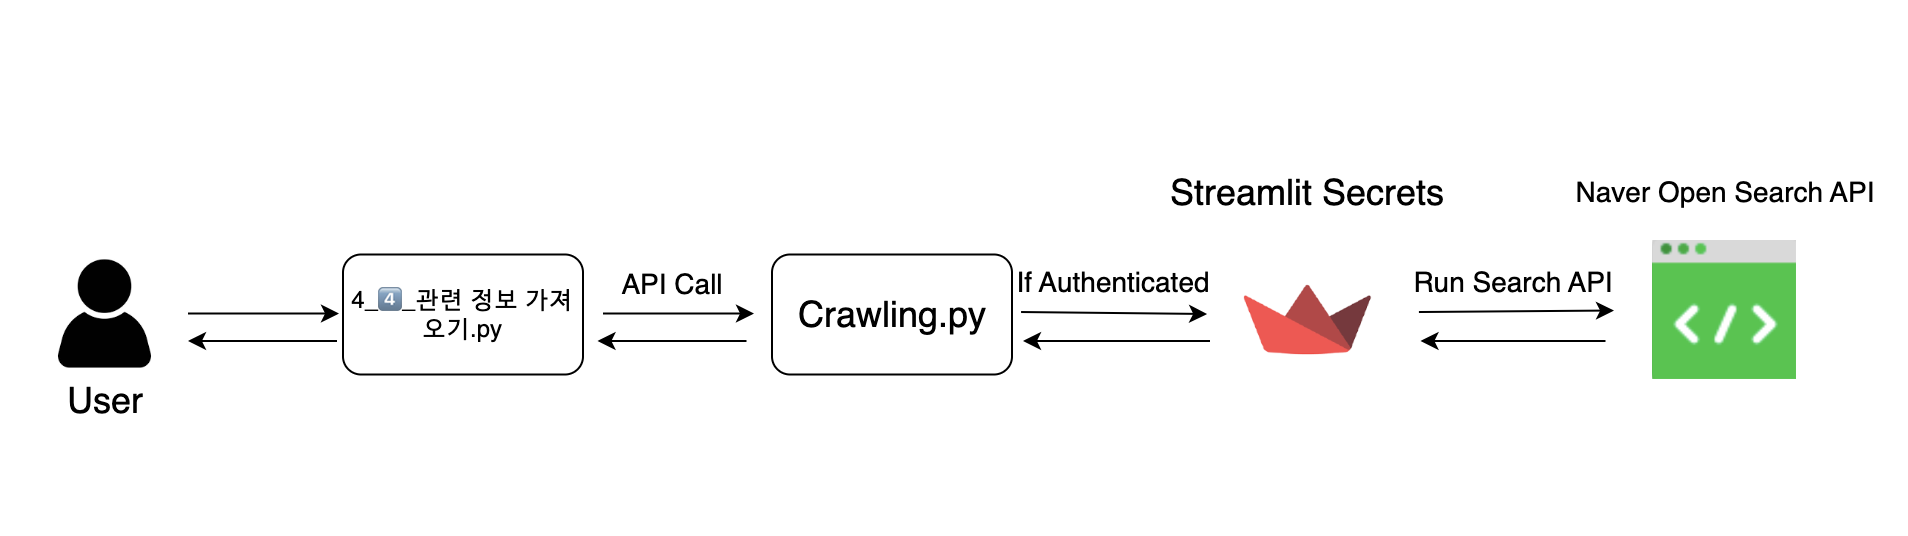 Streamlit Secrets
Naver Open Search API
User
4_4️⃣_관련 정보 가져
오기.py
API Call
Crawling.py
If Authenticated
Run Search API